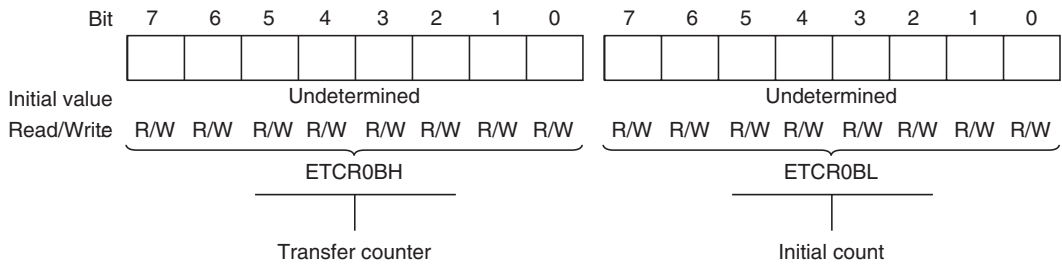 Bit 7 6 5 4 3 2 1 0 7 6 5 4 3 2 1 0
Initial value Undetermined Undetermined
Read/Write R/W R/W R/W R/W R/W R/W R/W R/W R/W R/W R/W R/W R/W R/W R/W R/W
ETCR0BH ETCR0BL
Transfer counter Initial count